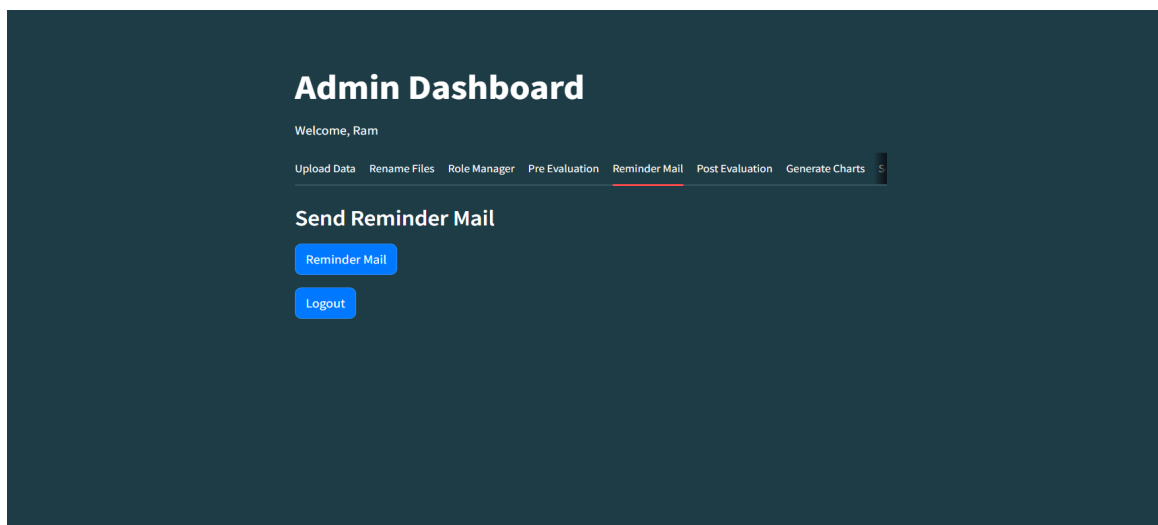 Admin Dashboard
Welcome, Ram
Upload Data Rename Files Role Manager Pre Evaluation Reminder Mail Post Evaluation Generate Charts S
Send Reminder Mail
Reminder Mail
Logout